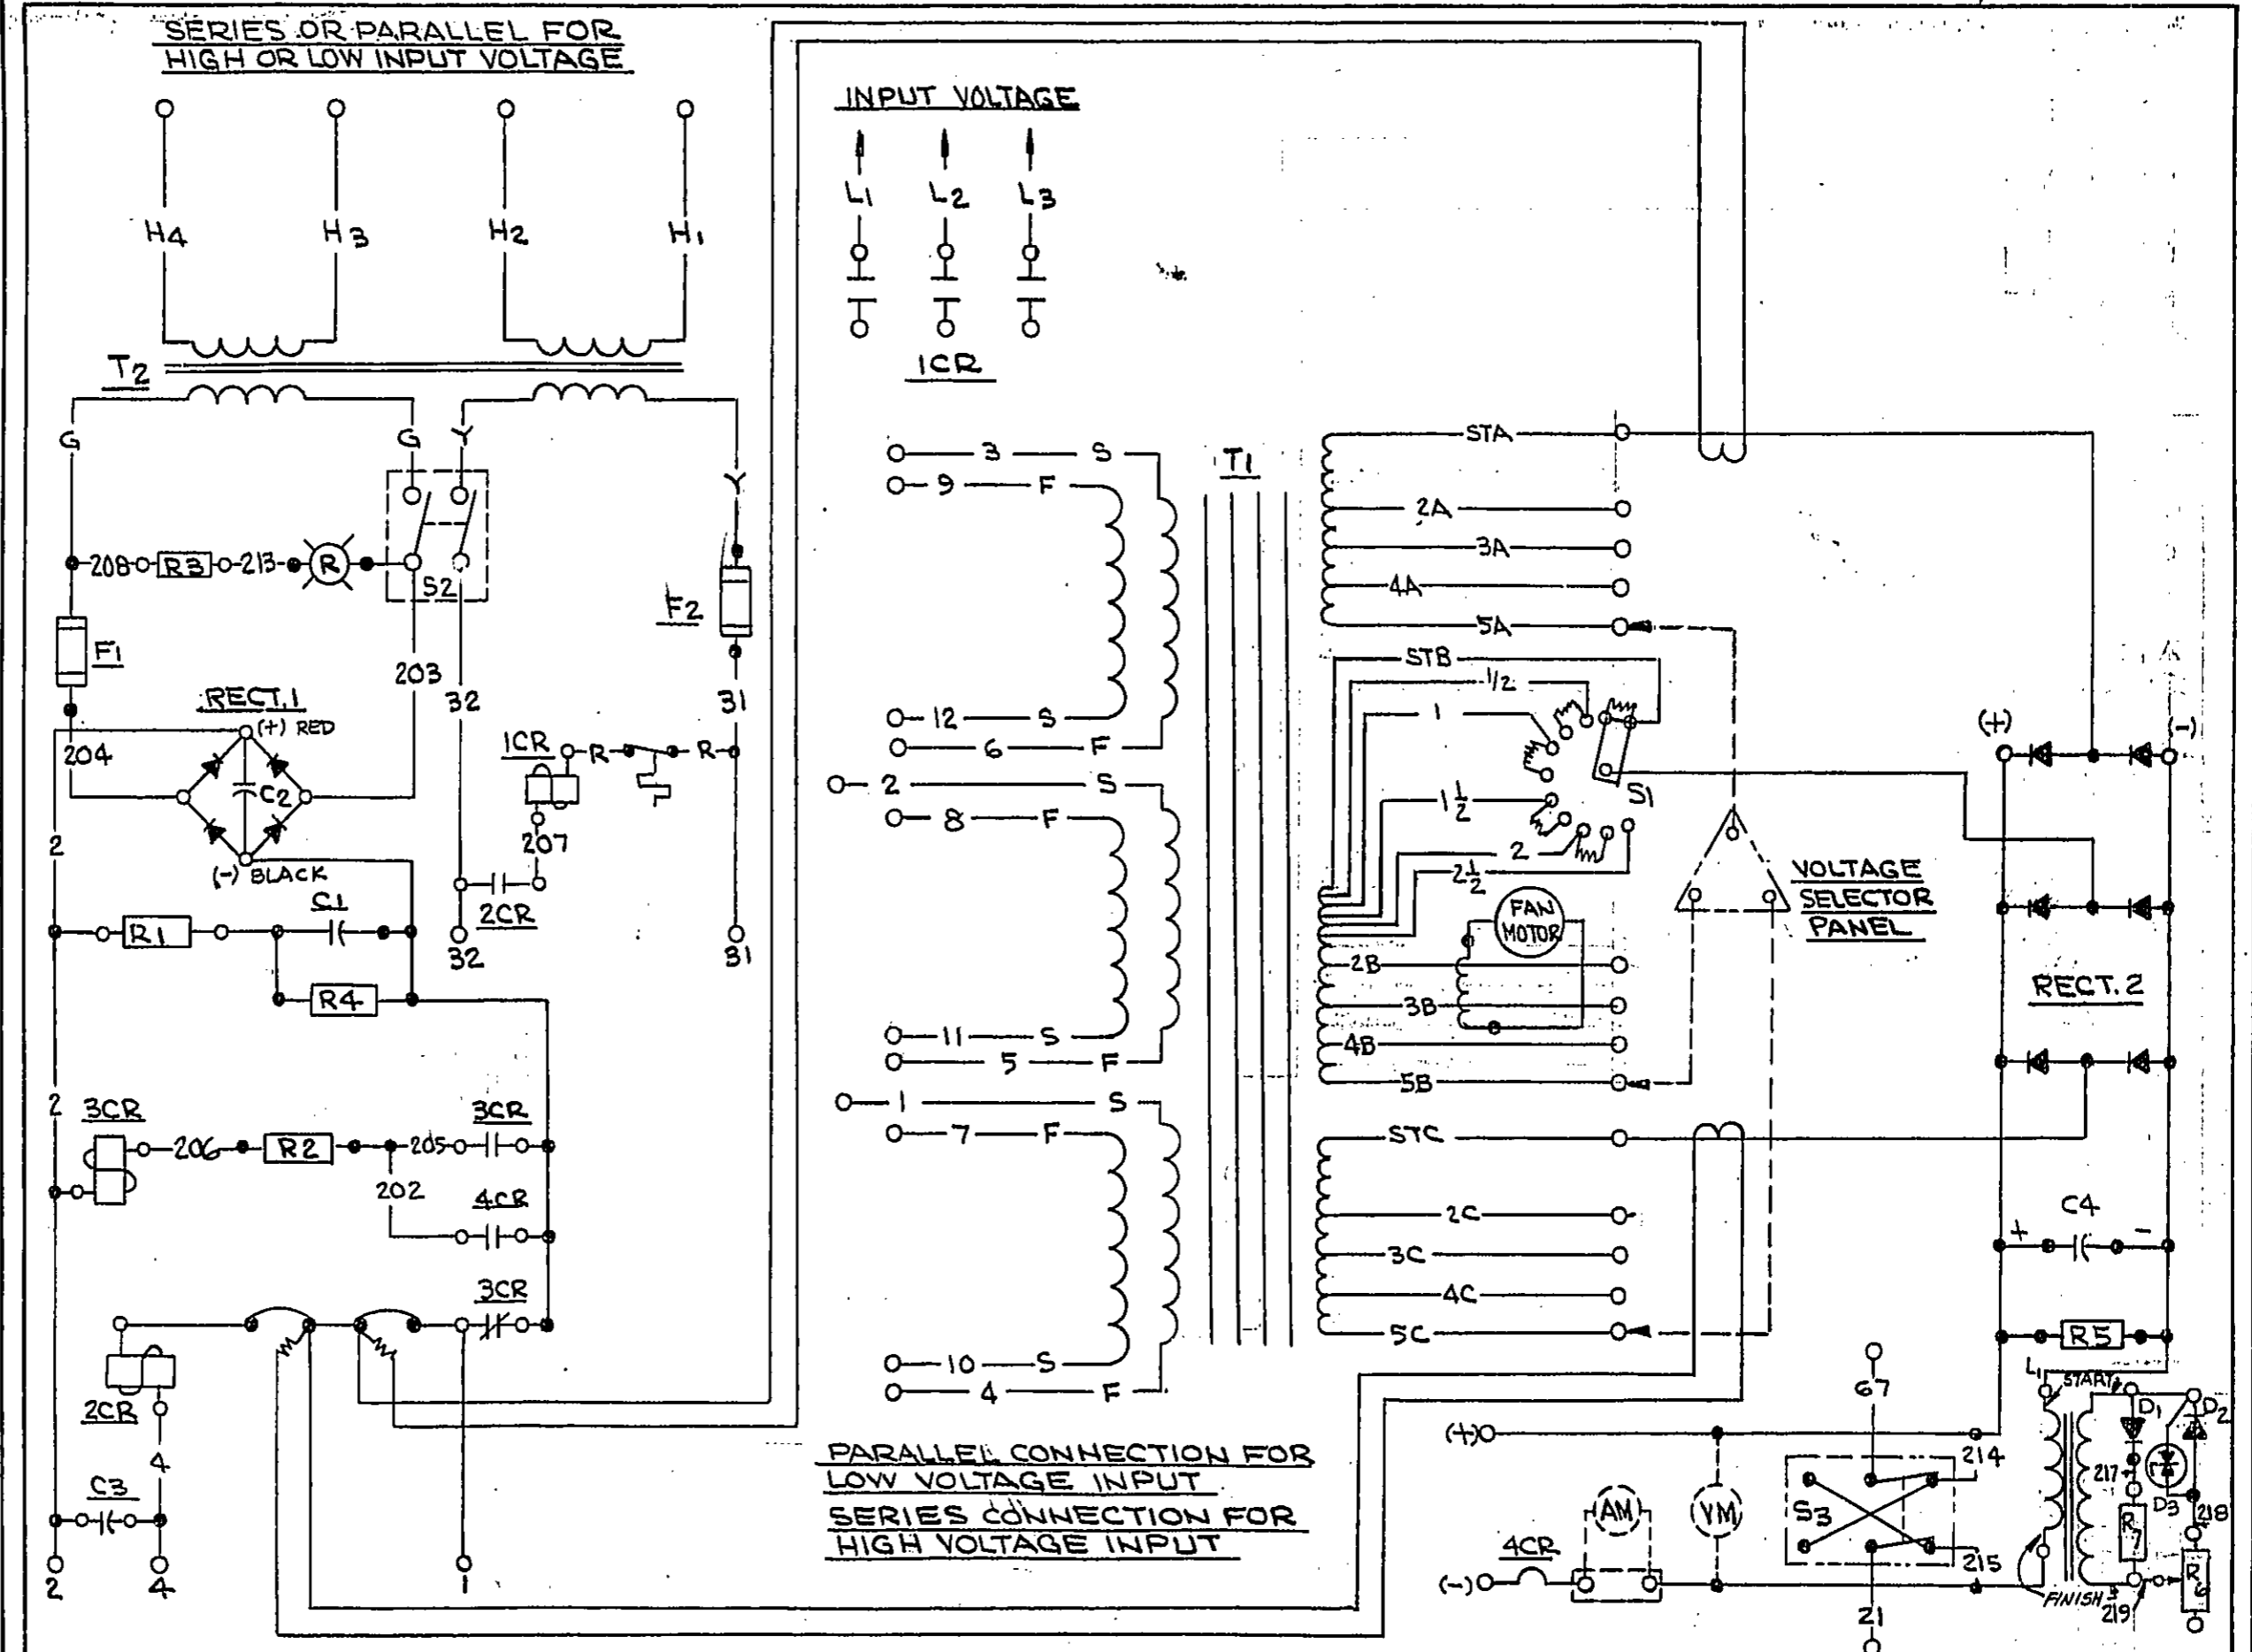 SERIES OR PARALLEL FOR
HIGH OR LOW INPUT VOLTAGE
H4
H3
H2
H1
T2
G
G
Y
Y
208
R3
213
R
S2
F1
F2
203
32
31
RECT.1
(+) RED
204
C2
1CR
R
R
207
2
(-) BLACK
C1
2CR
R1
32
31
R4
2
3CR
206
R2
205
3CR
202
4CR
3CR
2CR
4
C3
2
4
1
INPUT VOLTAGE
L1
L2
L3
1CR
3
S
9
F
12
S
6
F
2
S
8
F
11
S
5
F
1
S
7
F
10
S
4
F
T1
STA
2A
3A
4A
5A
STB
1/2
1
1 1/2
2
2 1/2
S1
FAN
MOTOR
2B
3B
4B
5B
STC
2C
3C
4C
5C
VOLTAGE
SELECTOR
PANEL
(+)
(-)
RECT. 2
C4
+
-
R5
L1
START
D1
D2
217
D3
218
R7
R6
FINISH
219
67
214
S3
215
21
(+)
AM
VM
4CR
(-)
PARALLEL CONNECTION FOR
LOW VOLTAGE INPUT
SERIES CONNECTION FOR
HIGH VOLTAGE INPUT